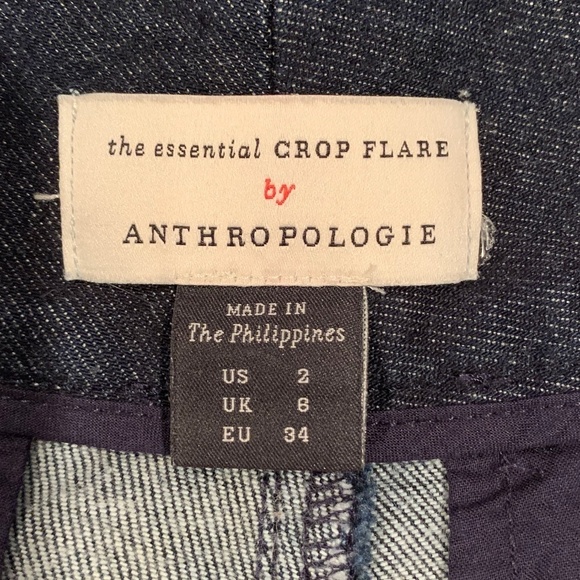 the essential CROP FLARE
by
ANTHROPOLOGIE
MADE IN
The Philippines
US 2
UK 6
EU 34